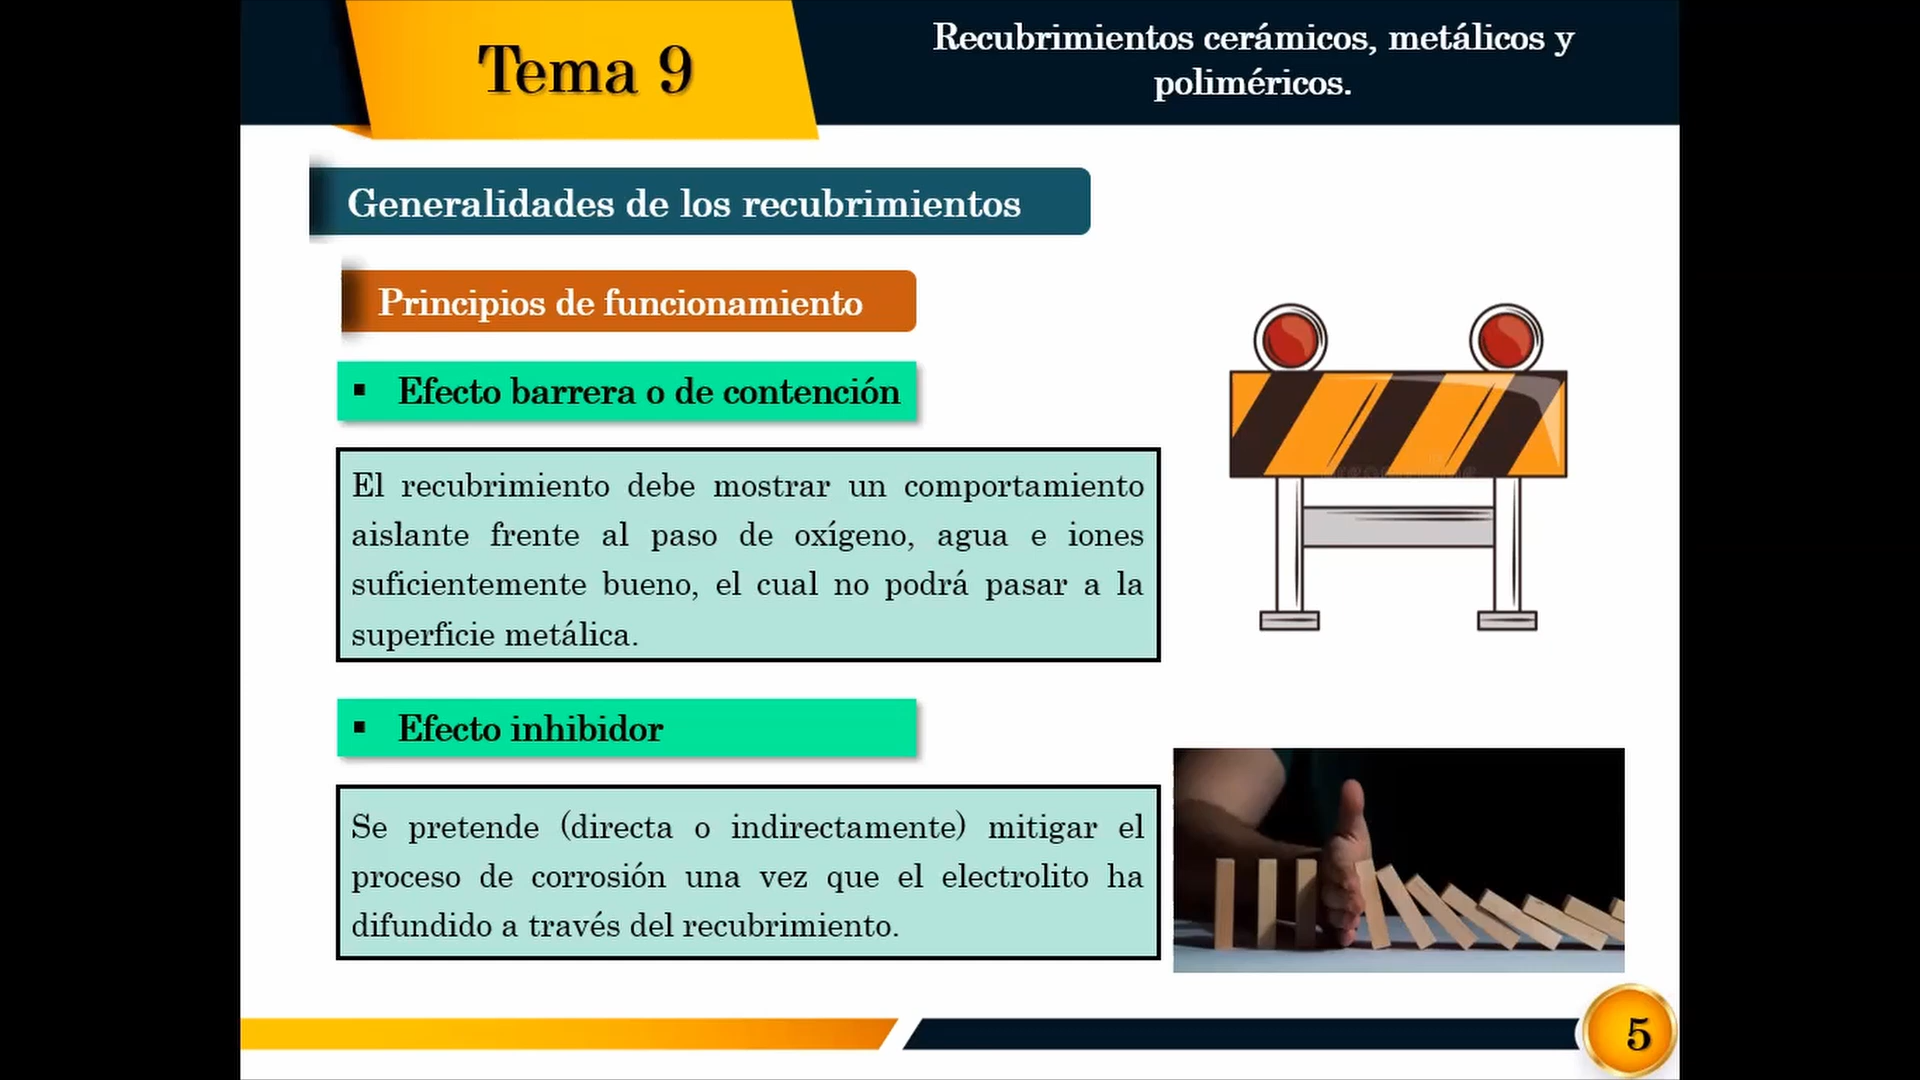 Tema 9
Recubrimientos cerámicos, metálicos y
poliméricos.
Generalidades de los recubrimientos
Principios de funcionamiento
▪ Efecto barrera o de contención
El recubrimiento debe mostrar un comportamiento
aislante frente al paso de oxígeno, agua e iones
suficientemente bueno, el cual no podrá pasar a la
superficie metálica.
▪ Efecto inhibidor
Se pretende (directa o indirectamente) mitigar el
proceso de corrosión una vez que el electrolito ha
difundido a través del recubrimiento.
5